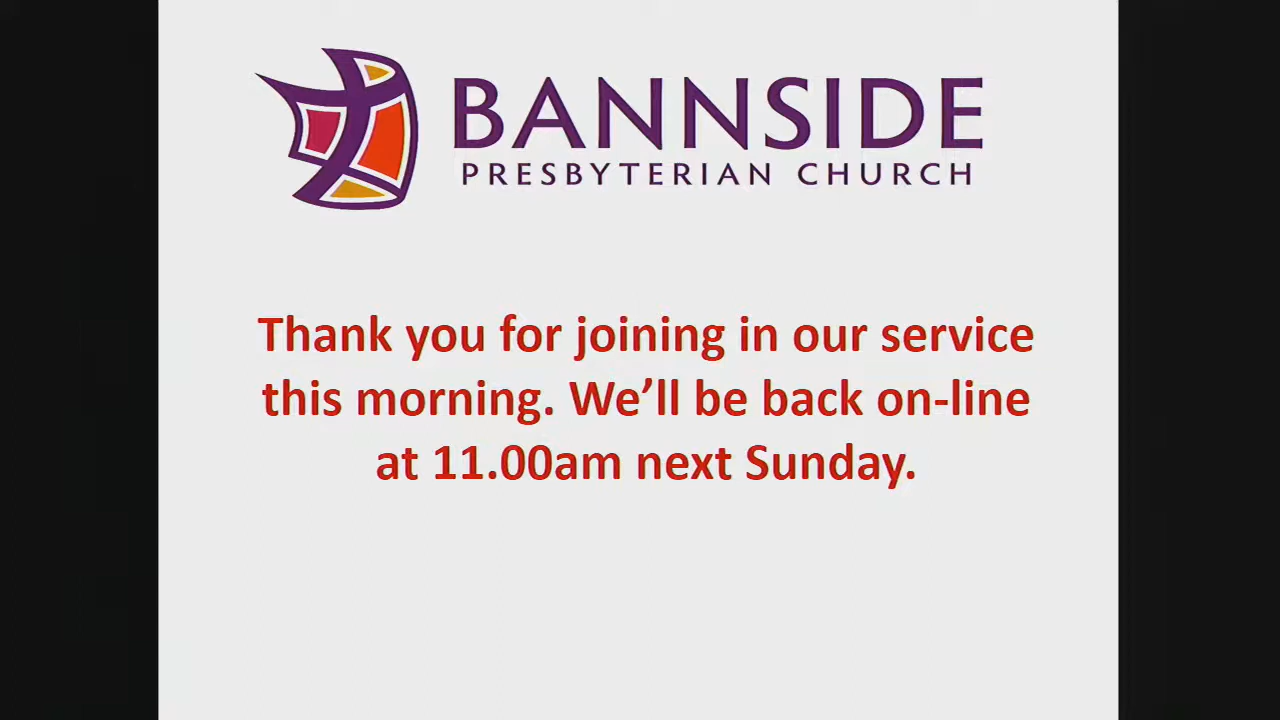 BANNSIDE
PRESBYTERIAN CHURCH
Thank you for joining in our service
this morning. We’ll be back on-line
at 11.00am next Sunday.